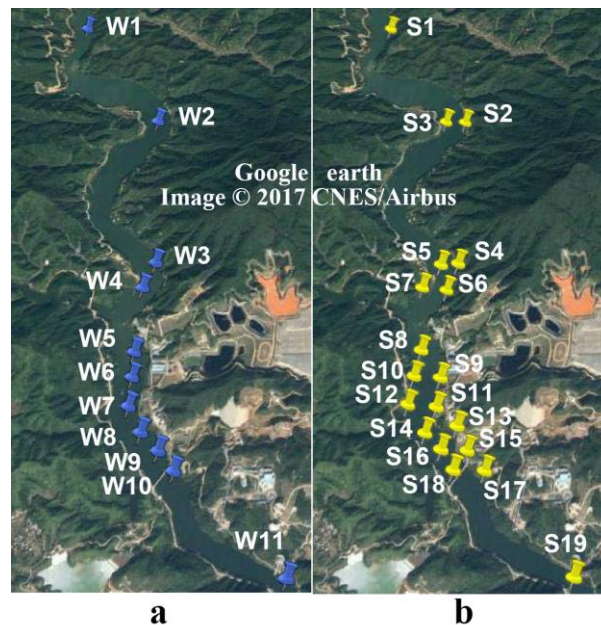 W1
W2
W3
W4
W5
W6
W7
W8
W9
W10
W11
S1
S3 S2
Google earth
Image © 2017 CNES/Airbus
S5 S4
S7 S6
S8
S10 S9
S12 S11
S13
S14
S15
S16
S18 S17
S19
a b